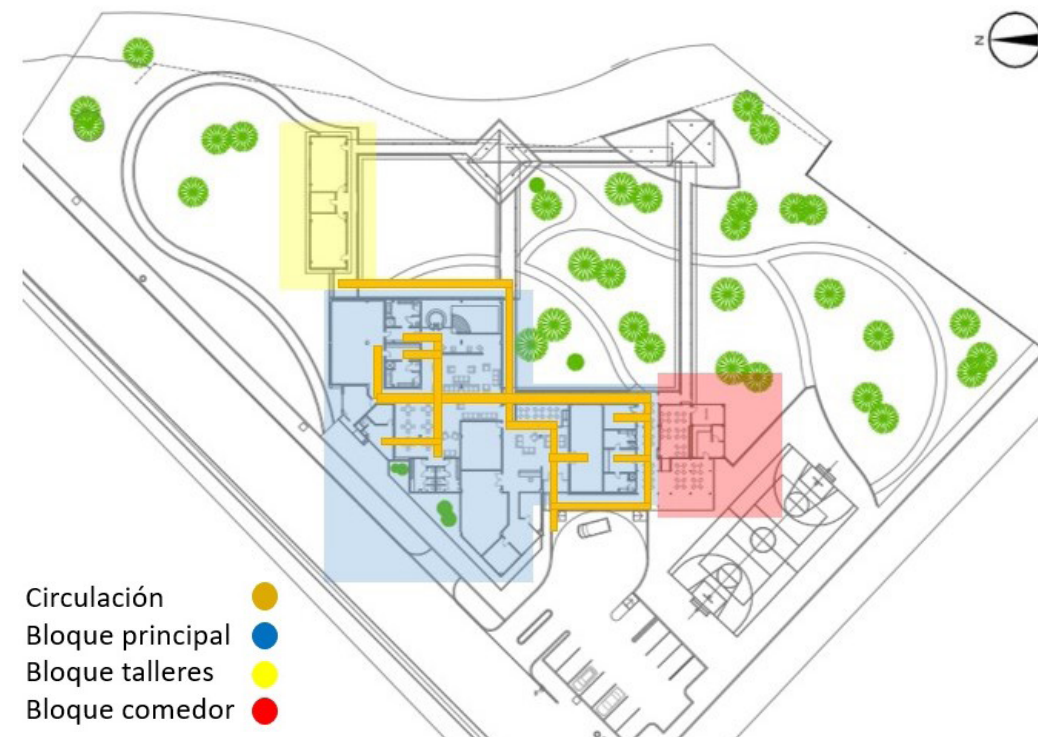 Z
Circulación
Bloque principal
Bloque talleres
Bloque comedor